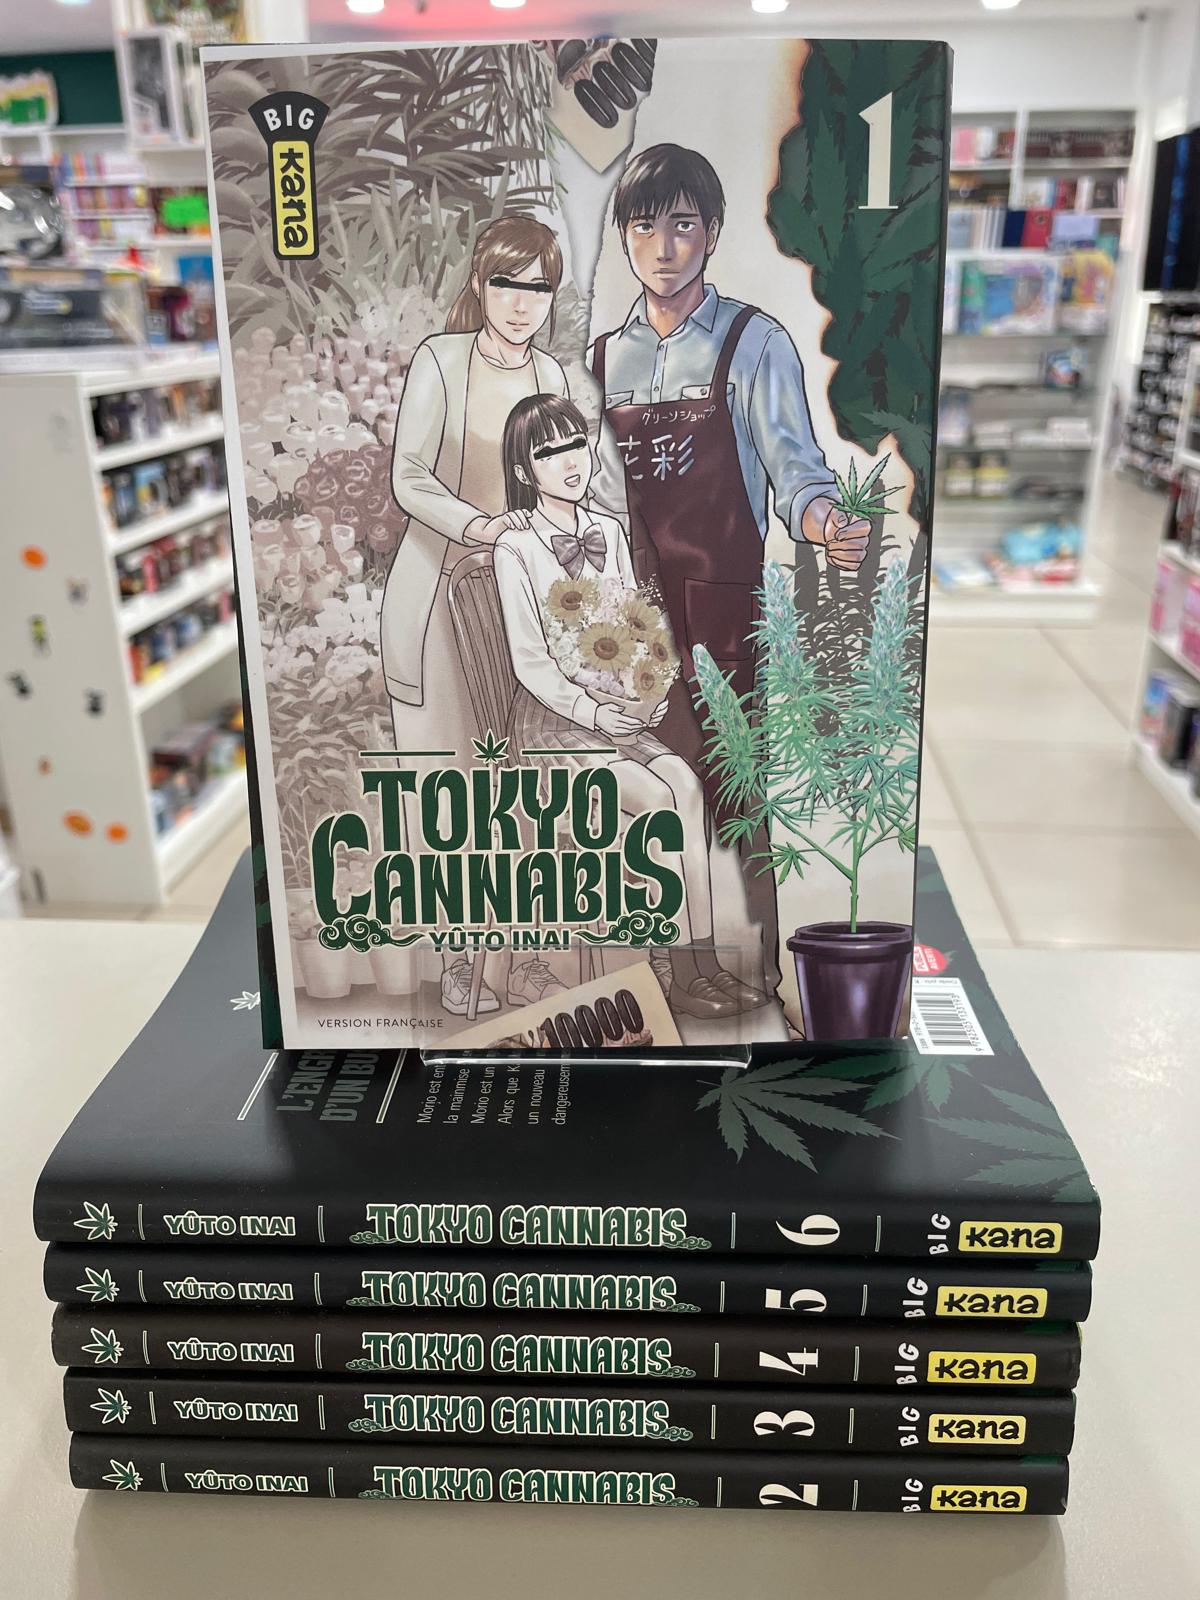 BIG
kana
1
グリーンショップ
花彩
TOKYO
CANNABIS
YÛTO INAI
VERSION FRANÇAISE
10000
L'ENGR
D'UN BU
Morio est ent
la mainmise
Morio est un
Alors que K
un nouveau
dangereusem
YÛTO INAI TOKYO CANNABIS 6 BIG kana
YÛTO INAI TOKYO CANNABIS 5 BIG kana
YÛTO INAI TOKYO CANNABIS 4 BIG kana
YÛTO INAI TOKYO CANNABIS 3 BIG kana
YÛTO INAI TOKYO CANNABIS 2 BIG kana